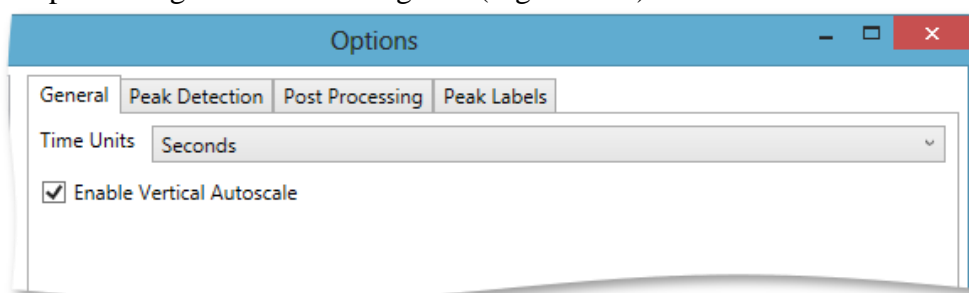 Options
General Peak Detection Post Processing Peak Labels
Time Units Seconds
Enable Vertical Autoscale